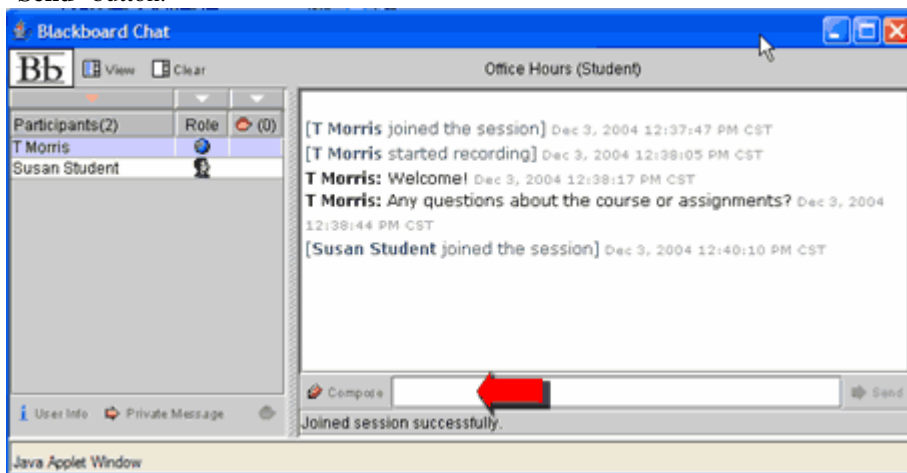 "Send" button.
Blackboard Chat
Bb View Clear Office Hours (Student)
Participants(2) Role (0)
T Morris
Susan Student
[T Morris joined the session] Dec 3, 2004 12:37:47 PM CST
[T Morris started recording] Dec 3, 2004 12:38:05 PM CST
T Morris: Welcome! Dec 3, 2004 12:38:17 PM CST
T Morris: Any questions about the course or assignments? Dec 3, 2004
12:38:44 PM CST
[Susan Student joined the session] Dec 3, 2004 12:40:10 PM CST
Compose Send
User Info Private Message
Joined session successfully.
Java Applet Window